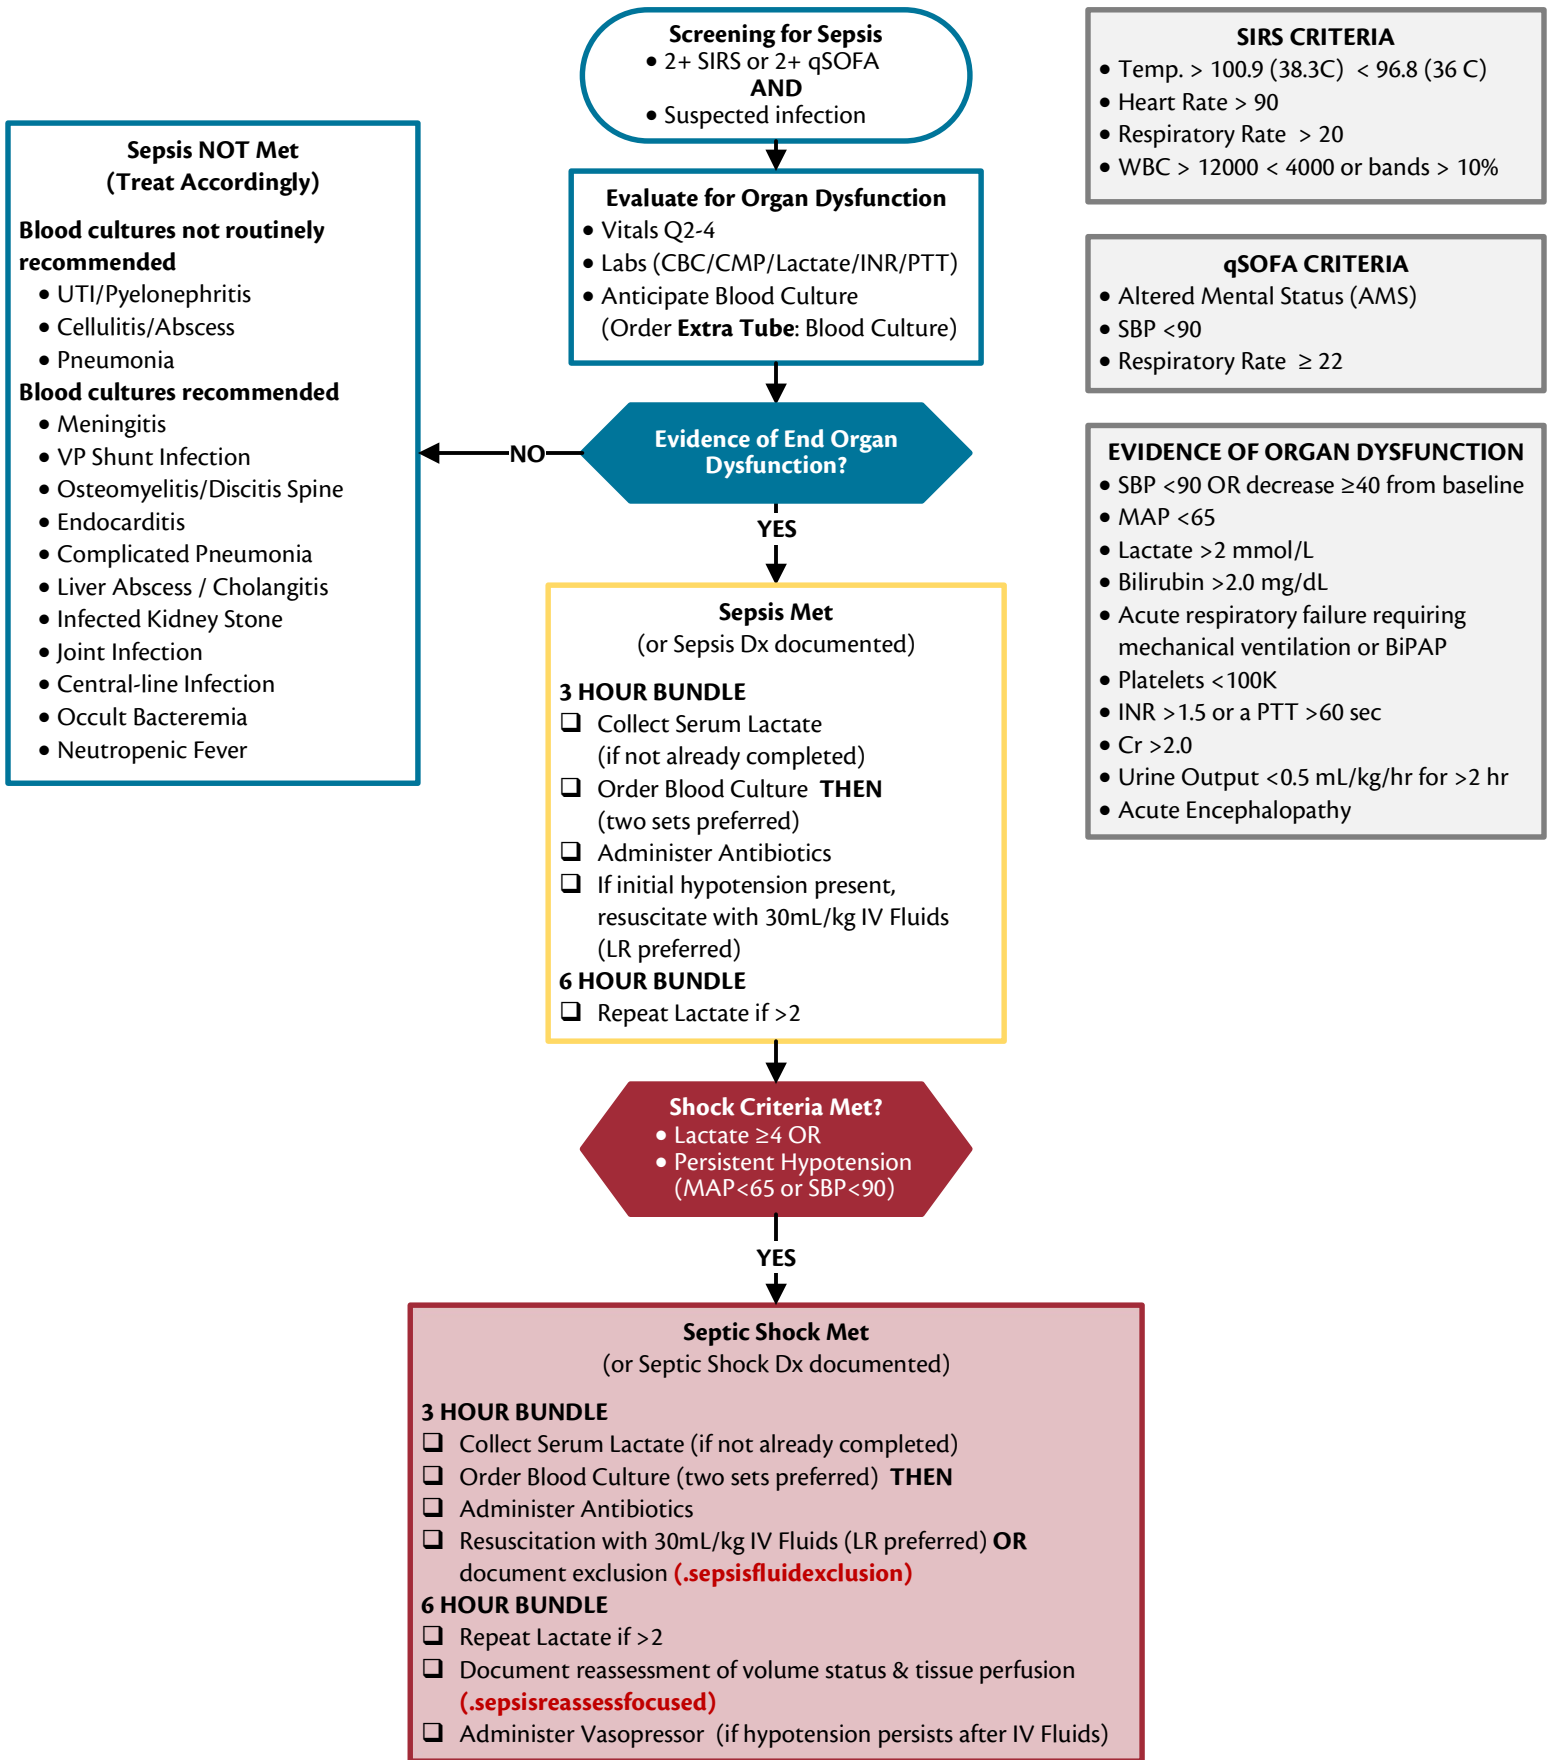 Screening for Sepsis
• 2+ SIRS or 2+ qSOFA
AND
• Suspected infection
Evaluate for Organ Dysfunction
• Vitals Q2-4
• Labs (CBC/CMP/Lactate/INR/PTT)
• Anticipate Blood Culture
(Order Extra Tube: Blood Culture)
Evidence of End Organ
Dysfunction?
NO
Sepsis NOT Met
(Treat Accordingly)
Blood cultures not routinely
recommended
• UTI/Pyelonephritis
• Cellulitis/Abscess
• Pneumonia
Blood cultures recommended
• Meningitis
• VP Shunt Infection
• Osteomyelitis/Discitis Spine
• Endocarditis
• Complicated Pneumonia
• Liver Abscess / Cholangitis
• Infected Kidney Stone
• Joint Infection
• Central-line Infection
• Occult Bacteremia
• Neutropenic Fever
YES
Sepsis Met
(or Sepsis Dx documented)
3 HOUR BUNDLE
❑ Collect Serum Lactate
(if not already completed)
❑ Order Blood Culture THEN
(two sets preferred)
❑ Administer Antibiotics
❑ If initial hypotension present,
resuscitate with 30mL/kg IV Fluids
(LR preferred)
6 HOUR BUNDLE
❑ Repeat Lactate if >2
Shock Criteria Met?
• Lactate ≥4 OR
• Persistent Hypotension
(MAP<65 or SBP<90)
YES
Septic Shock Met
(or Septic Shock Dx documented)
3 HOUR BUNDLE
❑ Collect Serum Lactate (if not already completed)
❑ Order Blood Culture (two sets preferred) THEN
❑ Administer Antibiotics
❑ Resuscitation with 30mL/kg IV Fluids (LR preferred) OR
document exclusion (.sepsisfluidexclusion)
6 HOUR BUNDLE
❑ Repeat Lactate if >2
❑ Document reassessment of volume status & tissue perfusion
(.sepsisreassessfocused)
❑ Administer Vasopressor (if hypotension persists after IV Fluids)
SIRS CRITERIA
• Temp. > 100.9 (38.3C) < 96.8 (36 C)
• Heart Rate > 90
• Respiratory Rate > 20
• WBC > 12000 < 4000 or bands > 10%
qSOFA CRITERIA
• Altered Mental Status (AMS)
• SBP <90
• Respiratory Rate ≥ 22
EVIDENCE OF ORGAN DYSFUNCTION
• SBP <90 OR decrease ≥40 from baseline
• MAP <65
• Lactate >2 mmol/L
• Bilirubin >2.0 mg/dL
• Acute respiratory failure requiring
mechanical ventilation or BiPAP
• Platelets <100K
• INR >1.5 or a PTT >60 sec
• Cr >2.0
• Urine Output <0.5 mL/kg/hr for >2 hr
• Acute Encephalopathy